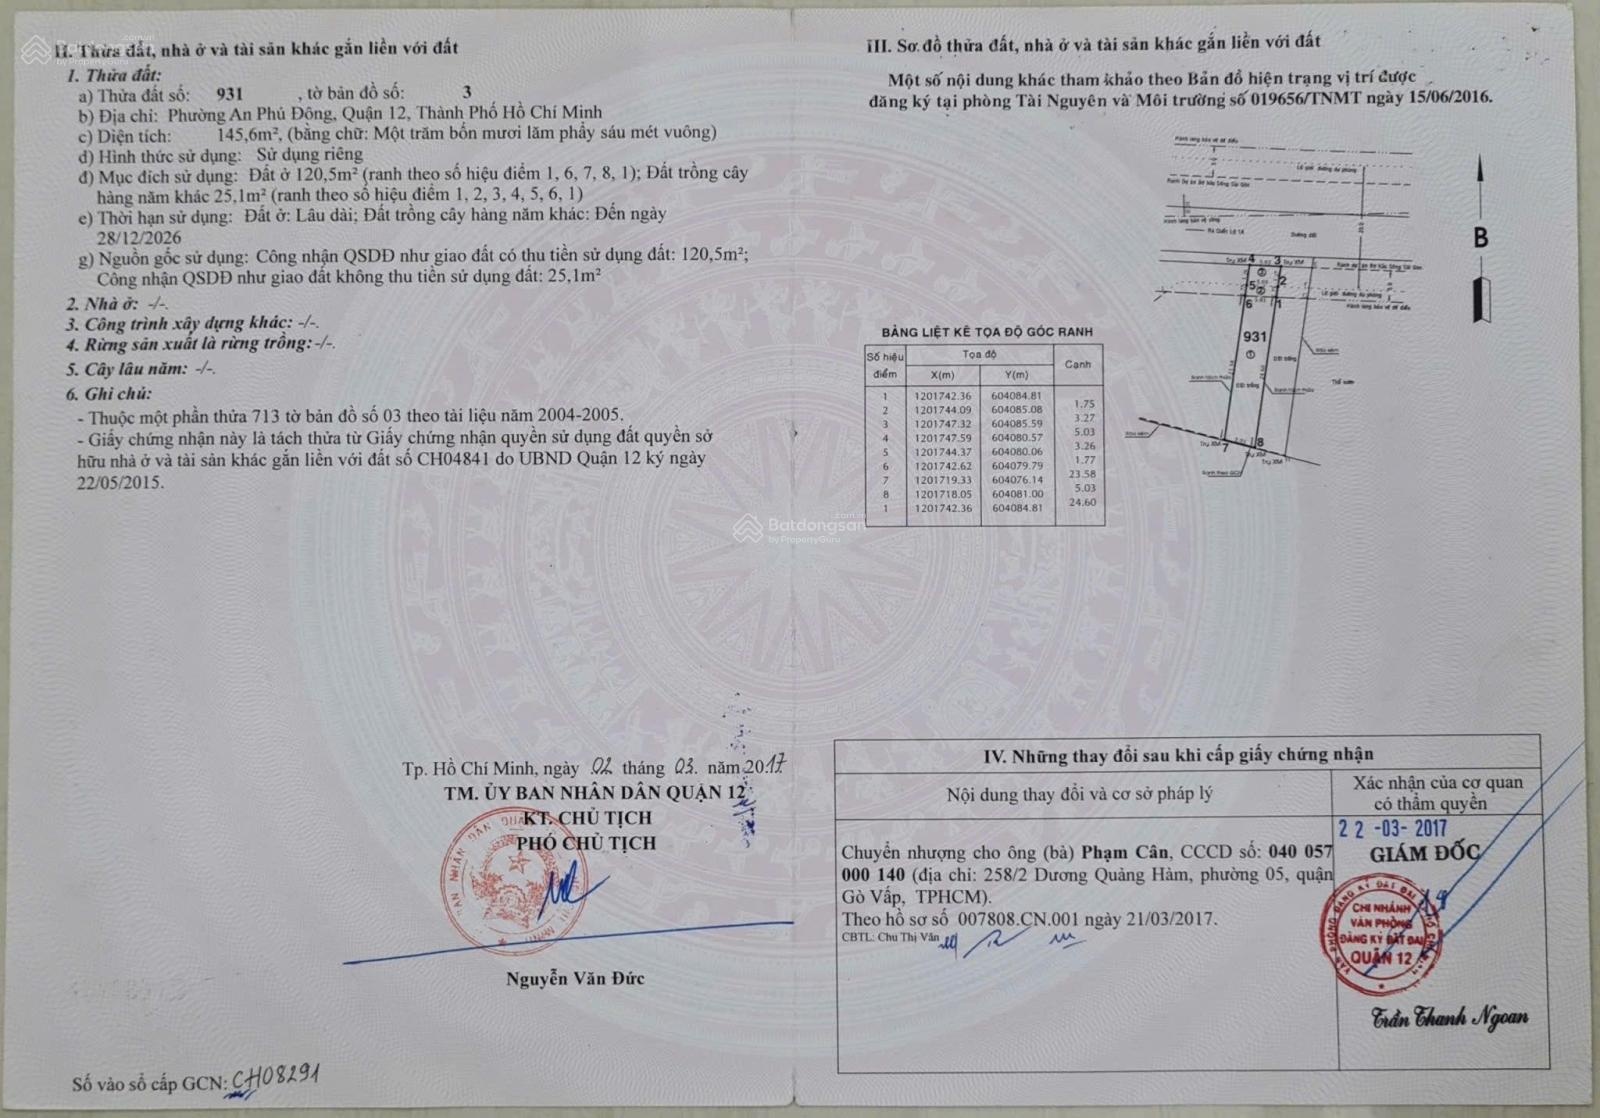 II. Thửa đất, nhà ở và tài sản khác gắn liền với đất
1. Thửa đất:
a) Thửa đất số: 931 , tờ bản đồ số: 3
b) Địa chỉ: Phường An Phú Đông, Quận 12, Thành Phố Hồ Chí Minh
c) Diện tích: 145,6m², (bằng chữ: Một trăm bốn mươi lăm phẩy sáu mét vuông)
d) Hình thức sử dụng: Sử dụng riêng
đ) Mục đích sử dụng: Đất ở 120,5m² (ranh theo số hiệu điểm 1, 6, 7, 8, 1); Đất trồng cây
hàng năm khác 25,1m² (ranh theo số hiệu điểm 1, 2, 3, 4, 5, 6, 1)
e) Thời hạn sử dụng: Đất ở: Lâu dài; Đất trồng cây hàng năm khác: Đến ngày
28/12/2026
g) Nguồn gốc sử dụng: Công nhận QSDĐ như giao đất có thu tiền sử dụng đất: 120,5m²;
Công nhận QSDĐ như giao đất không thu tiền sử dụng đất: 25,1m²
2. Nhà ở: -/-.
3. Công trình xây dựng khác: -/-.
4. Rừng sản xuất là rừng trồng: -/-.
5. Cây lâu năm: -/-.
6. Ghi chú:
- Thuộc một phần thửa 713 tờ bản đồ số 03 theo tài liệu năm 2004-2005.
- Giấy chứng nhận này là tách thửa từ Giấy chứng nhận quyền sử dụng đất quyền sở
hữu nhà ở và tài sản khác gắn liền với đất số CH04841 do UBND Quận 12 ký ngày
22/05/2015.
Tp. Hồ Chí Minh, ngày 02 tháng 03. năm 2017
TM. ỦY BAN NHÂN DÂN QUẬN 12
KT. CHỦ TỊCH
PHÓ CHỦ TỊCH
Nguyễn Văn Đức
Số vào sổ cấp GCN: CH08291
III. Sơ đồ thửa đất, nhà ở và tài sản khác gắn liền với đất
Một số nội dung khác tham khảo theo Bản đồ hiện trạng vị trí được
đăng ký tại phòng Tài Nguyên và Môi trường số 019656/TNMT ngày 15/06/2016.
B
4 3
5 2
6 1
931
7 8
BẢNG LIỆT KÊ TỌA ĐỘ GÓC RANH
Số hiệu điểm Tọa độ Cạnh
X(m) Y(m)
1 1201742.36 604084.81
1.75
2 1201744.09 604085.08
3.27
3 1201747.32 604085.59
5.03
4 1201747.59 604080.57
3.26
5 1201744.37 604080.06
1.77
6 1201742.62 604079.79
23.58
7 1201719.33 604076.14
5.03
8 1201718.05 604081.00
24.60
1 1201742.36 604084.81
Batdongsan
by PropertyGuru
IV. Những thay đổi sau khi cấp giấy chứng nhận
Nội dung thay đổi và cơ sở pháp lý
Xác nhận của cơ quan
có thẩm quyền
Chuyển nhượng cho ông (bà) Phạm Cân, CCCD số: 040 057
000 140 (địa chỉ: 258/2 Dương Quảng Hàm, phường 05, quận
Gò Vấp, TPHCM).
Theo hồ sơ số 007808.CN.001 ngày 21/03/2017.
CBTL: Chu Thị Vân
22 -03- 2017
GIÁM ĐỐC
CHI NHÁNH
VĂN PHÒNG
ĐĂNG KÝ ĐẤT ĐAI
QUẬN 12
Trần Thanh Ngoan